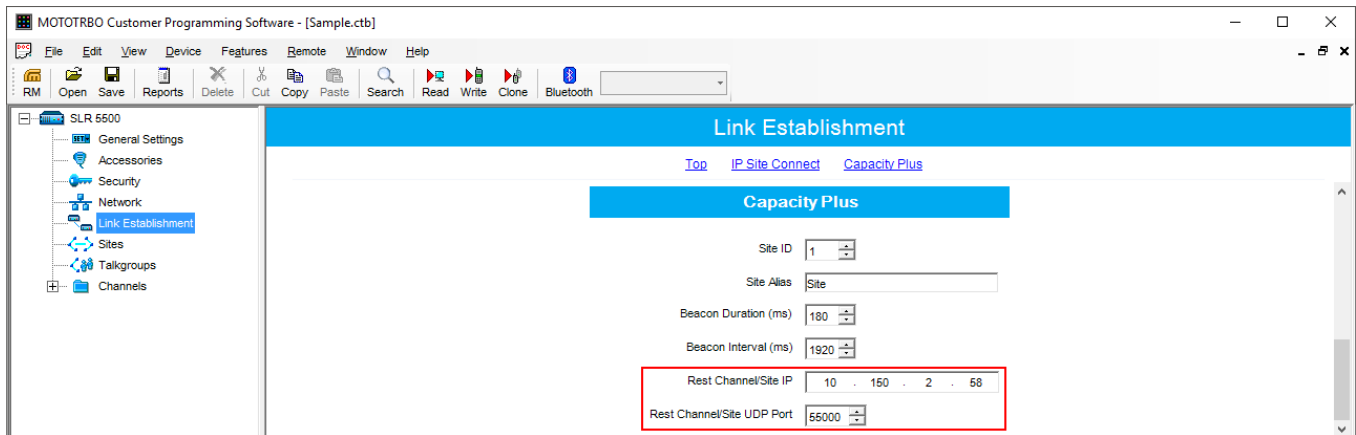 MOTOTRBO Customer Programming Software - [Sample.ctb]
File Edit View Device Features Remote Window Help
RM Open Save Reports Delete Cut Copy Paste Search Read Write Clone Bluetooth
SLR 5500
General Settings
Accessories
Security
Network
Link Establishment
Sites
Talkgroups
Channels
Link Establishment
Top IP Site Connect Capacity Plus
Capacity Plus
Site ID 1
Site Alias Site
Beacon Duration (ms) 180
Beacon Interval (ms) 1920
Rest Channel/Site IP 10 . 150 . 2 . 58
Rest Channel/Site UDP Port 55000